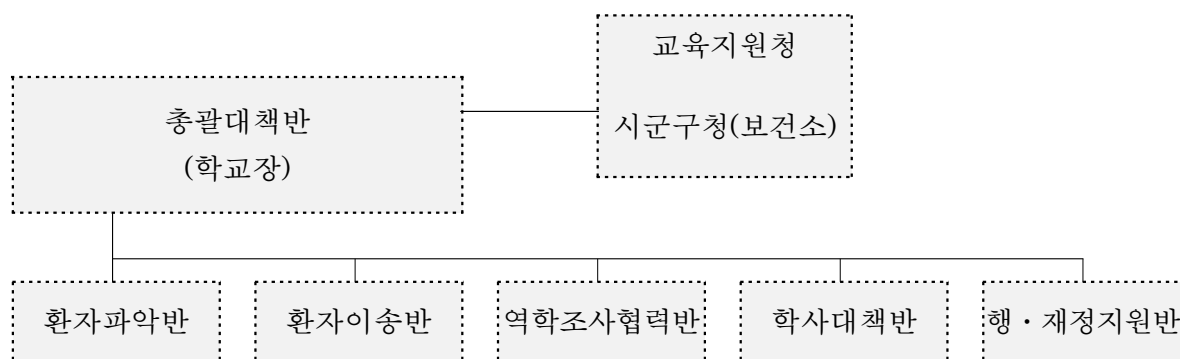 교육지원청
시군구청(보건소)
총괄대책반
(학교장)
환자파악반
환자이송반
역학조사협력반
학사대책반
행・재정지원반